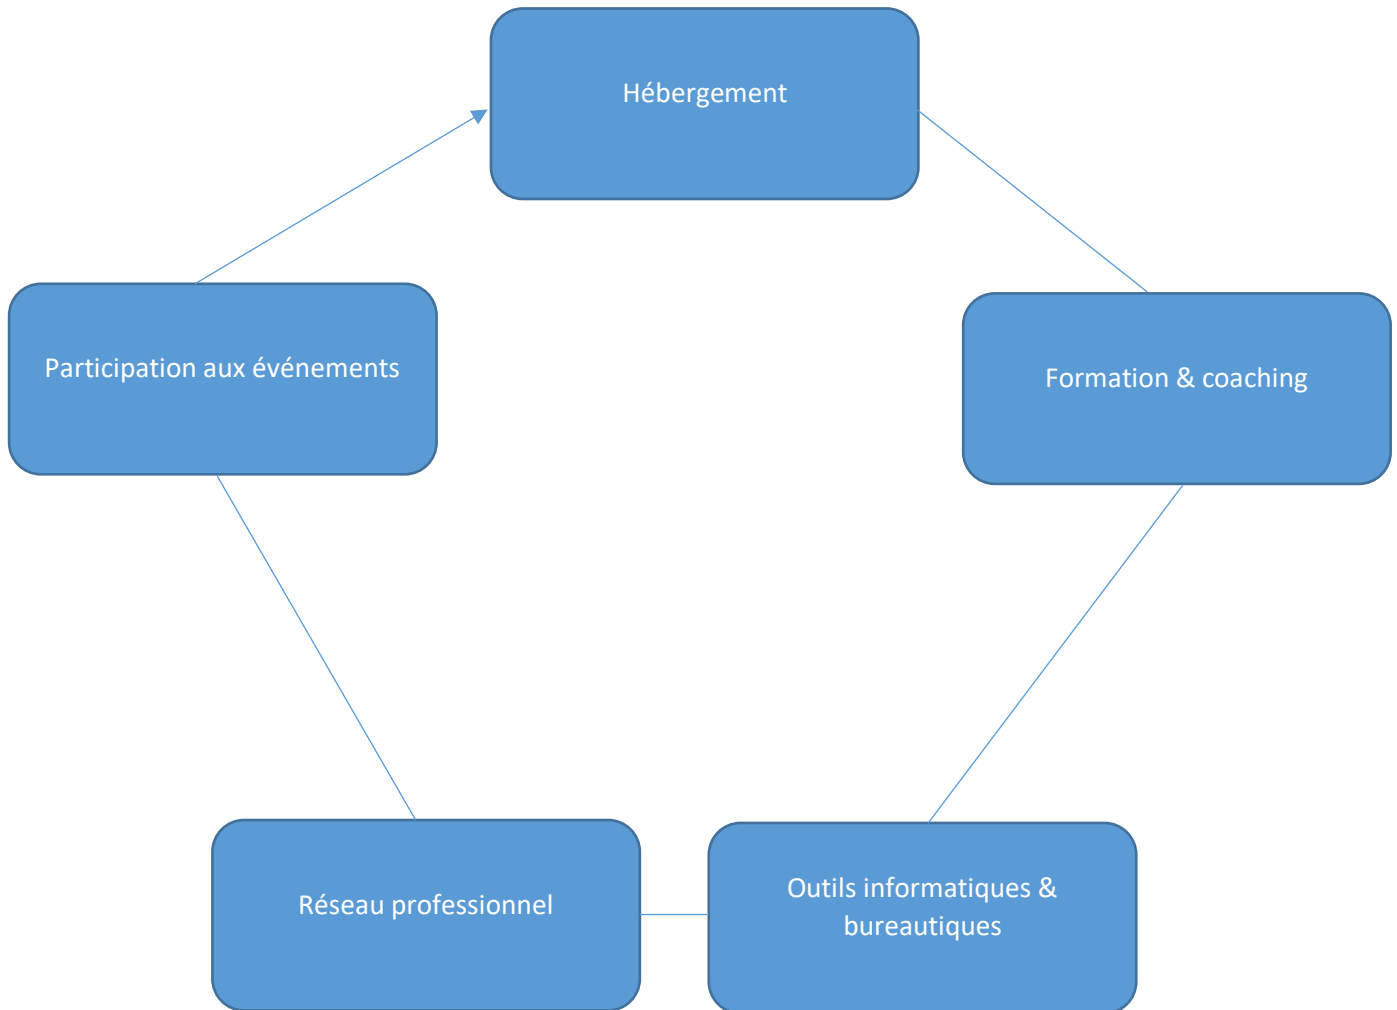 Hébergement
Participation aux événements
Formation & coaching
Réseau professionnel
Outils informatiques &
bureautiques